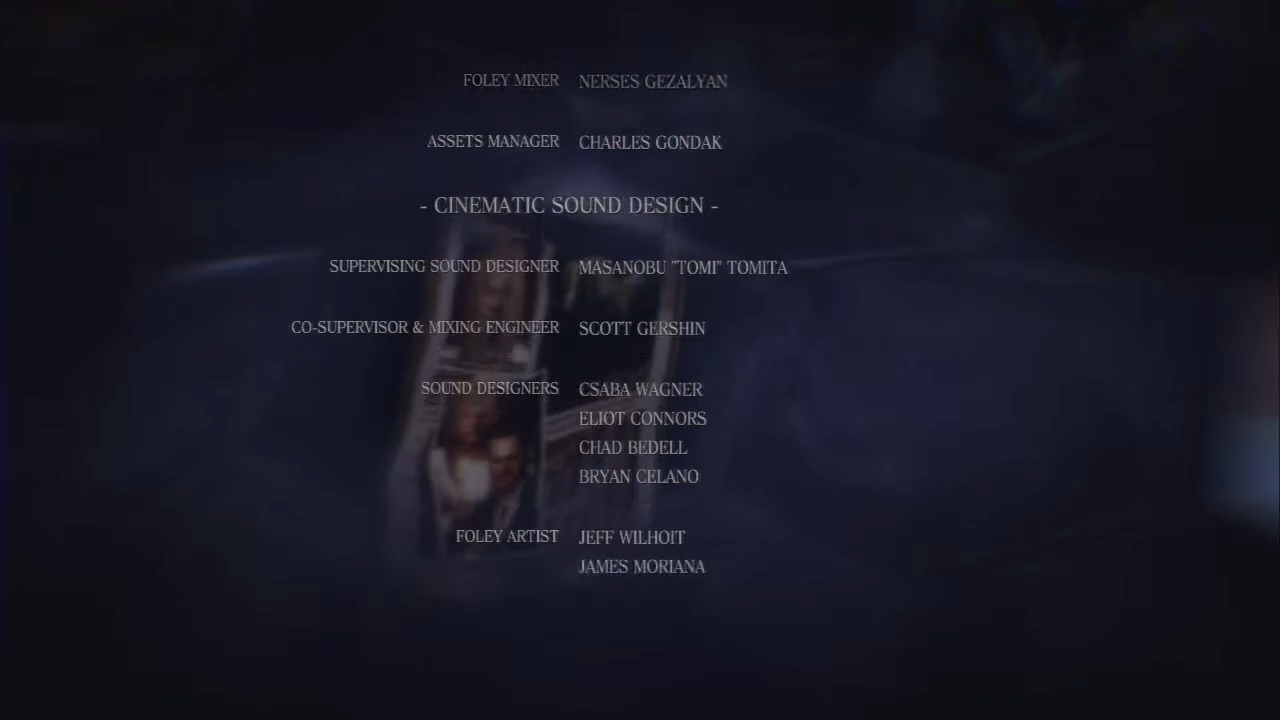 FOLEY MIXER NERSES GEZALYAN
ASSETS MANAGER CHARLES GONDAK
- CINEMATIC SOUND DESIGN -
SUPERVISING SOUND DESIGNER MASANOBU "TOMI" TOMITA
CO-SUPERVISOR & MIXING ENGINEER SCOTT GERSHIN
SOUND DESIGNERS CSABA WAGNER
ELIOT CONNORS
CHAD BEDELL
BRYAN CELANO
FOLEY ARTIST JEFF WILHOIT
JAMES MORIANA